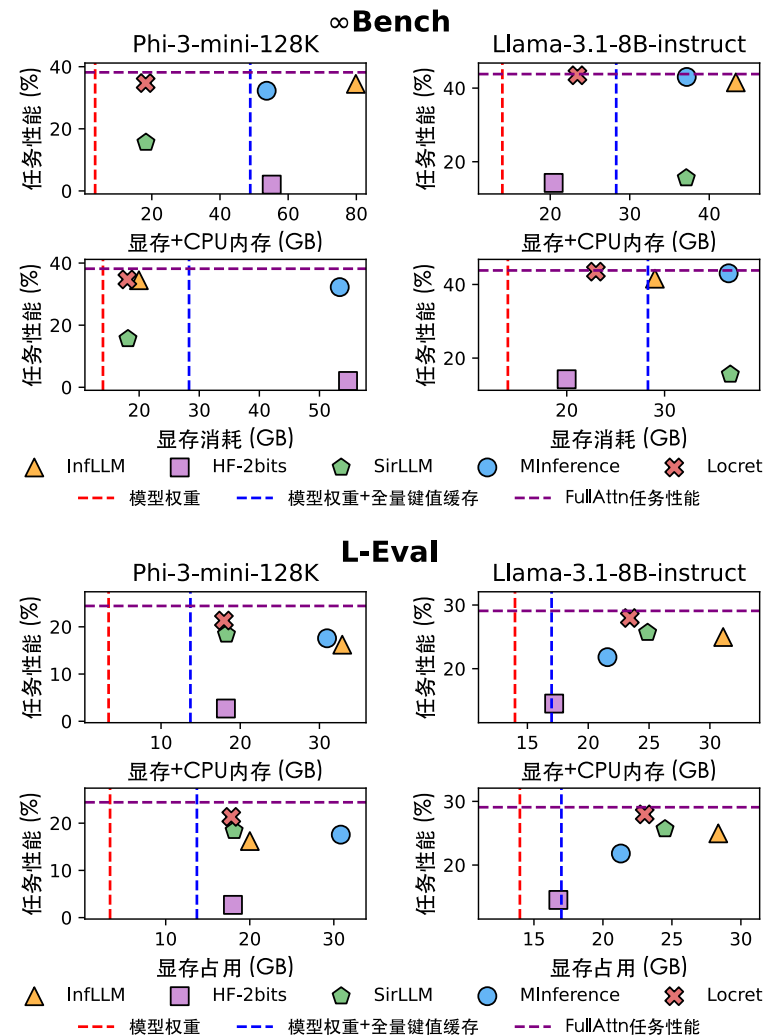 ∞Bench
Phi-3-mini-128K Llama-3.1-8B-instruct
任务性能 (%) 40 20 0 任务性能 (%) 40 20
20 40 60 80 20 30 40
显存+CPU内存 (GB) 显存+CPU内存 (GB)
任务性能 (%) 40 20 0 任务性能 (%) 40 20
20 30 40 50 20 30
显存消耗 (GB) 显存消耗 (GB)
InfLLM HF-2bits SirLLM MInference Locret
模型权重 模型权重+全量键值缓存 FullAttn任务性能
L-Eval
Phi-3-mini-128K Llama-3.1-8B-instruct
任务性能 (%) 20 10 0 任务性能 (%) 30 20
10 20 30 15 20 25 30
显存+CPU内存 (GB) 显存+CPU内存 (GB)
任务性能 (%) 20 10 0 任务性能 (%) 30 20
10 20 30 15 20 25 30
显存占用 (GB) 显存占用 (GB)
InfLLM HF-2bits SirLLM MInference Locret
模型权重 模型权重+全量键值缓存 FullAttn任务性能